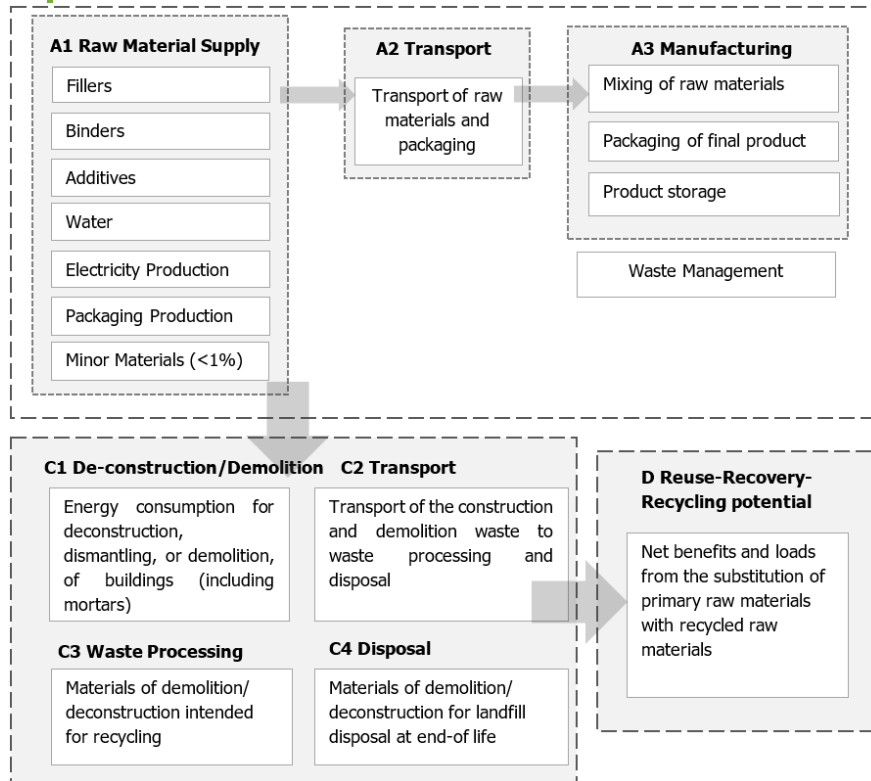 A1 Raw Material Supply
Fillers
Binders
Additives
Water
Electricity Production
Packaging Production
Minor Materials (<1%)
A2 Transport
Transport of raw
materials and
packaging
A3 Manufacturing
Mixing of raw materials
Packaging of final product
Product storage
Waste Management
C1 De-construction/Demolition
Energy consumption for
deconstruction,
dismantling, or demolition,
of buildings (including
mortars)
C2 Transport
Transport of the construction
and demolition waste to
waste processing and
disposal
C3 Waste Processing
Materials of demolition/
deconstruction intended
for recycling
C4 Disposal
Materials of demolition/
deconstruction for landfill
disposal at end-of life
D Reuse-Recovery-
Recycling potential
Net benefits and loads
from the substitution of
primary raw materials
with recycled raw
materials